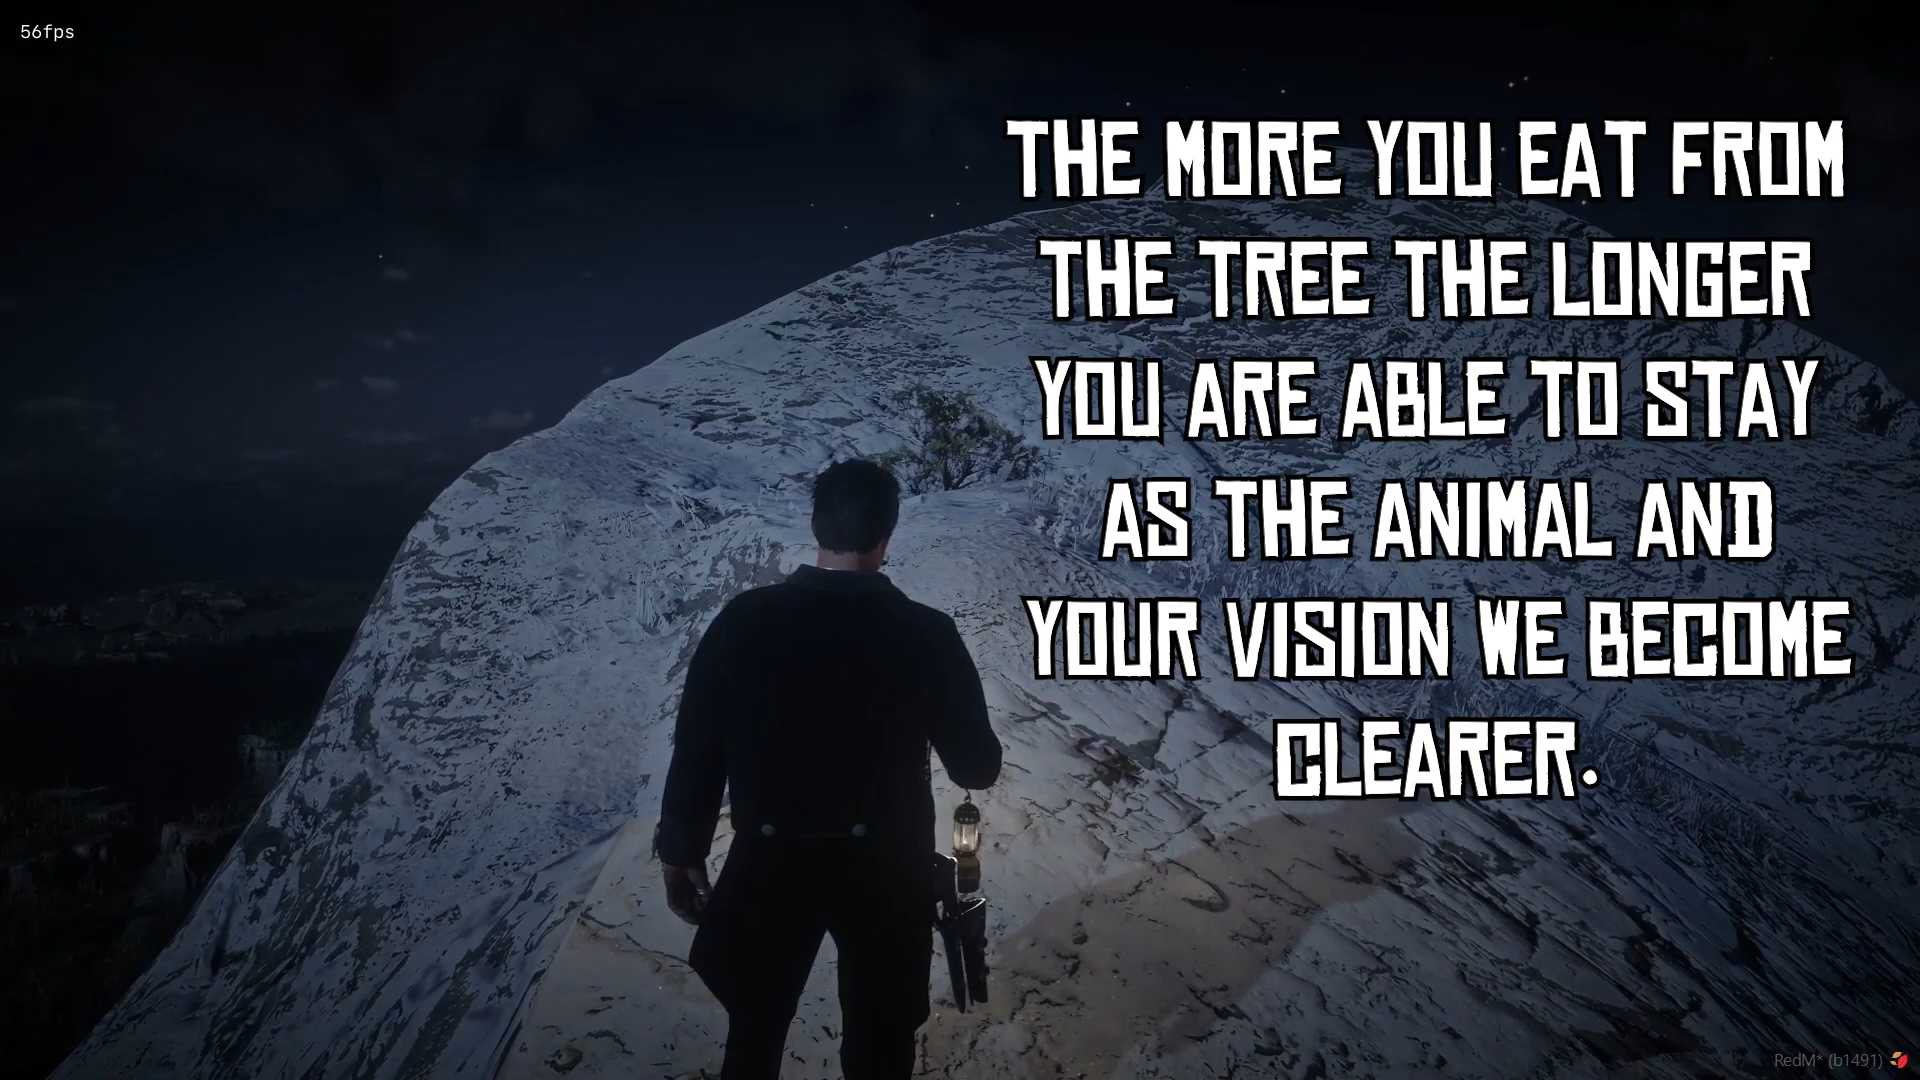 56fps
THE MORE YOU EAT FROM
THE TREE THE LONGER
YOU ARE ABLE TO STAY
AS THE ANIMAL AND
YOUR VISION WE BECOME
CLEARER.
RedM* (b1491)